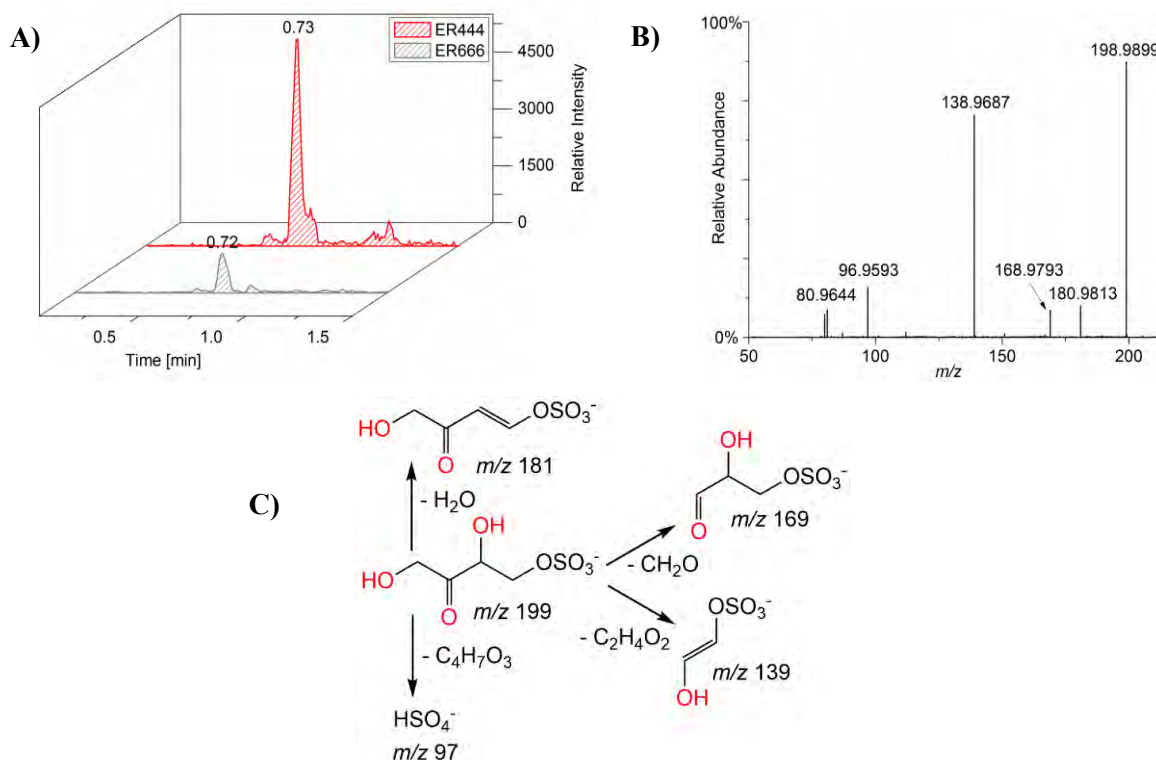 A)
0.73
ER444
ER666
4500
3000
1500
0
Relative Intensity
0.72
0.5
1.0
1.5
Time [min]
B)
100%
0%
Relative Abundance
198.9899
138.9687
168.9793
180.9813
96.9593
80.9644
50
100
150
200
m/z
C)
HO
O
OSO₃⁻
m/z 181
- H₂O
OH
HO
O
OSO₃⁻
m/z 199
- C₄H₇O₃
HSO₄⁻
m/z 97
OH
O
OSO₃⁻
m/z 169
- CH₂O
- C₂H₄O₂
OSO₃⁻
OH
m/z 139